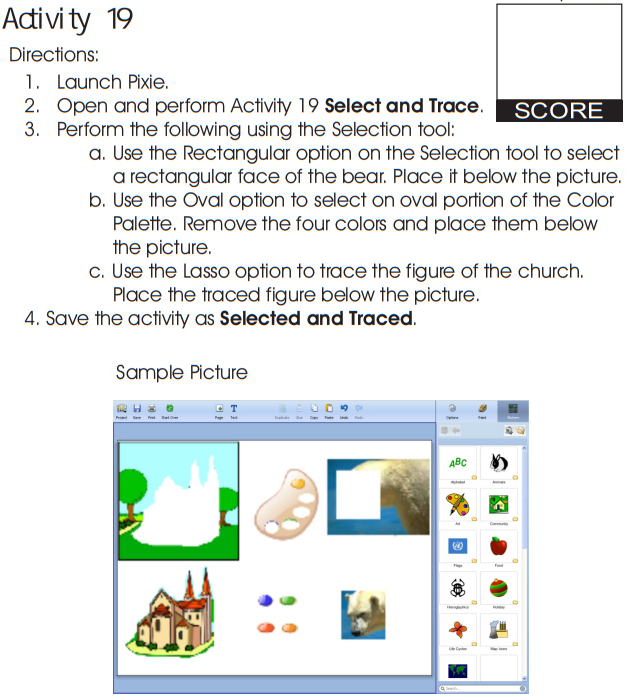 Activity 19
Directions:
1. Launch Pixie.
2. Open and perform Activity 19 Select and Trace.
SCORE
3. Perform the following using the Selection tool:
a. Use the Rectangular option on the Selection tool to select
a rectangular face of the bear. Place it below the picture.
b. Use the Oval option to select on oval portion of the Color
Palette. Remove the four colors and place them below
the picture.
c. Use the Lasso option to trace the figure of the church.
Place the traced figure below the picture.
4. Save the activity as Selected and Traced.
Sample Picture
Project Save Print Start Over Page Text Duplicate Copy Paste Undo Redo Options Paint Pictures
ABC
Alphabet Animals
Art Community
Flags Food
Hieroglyphics Holiday
Life Cycles Map Icons
Search...